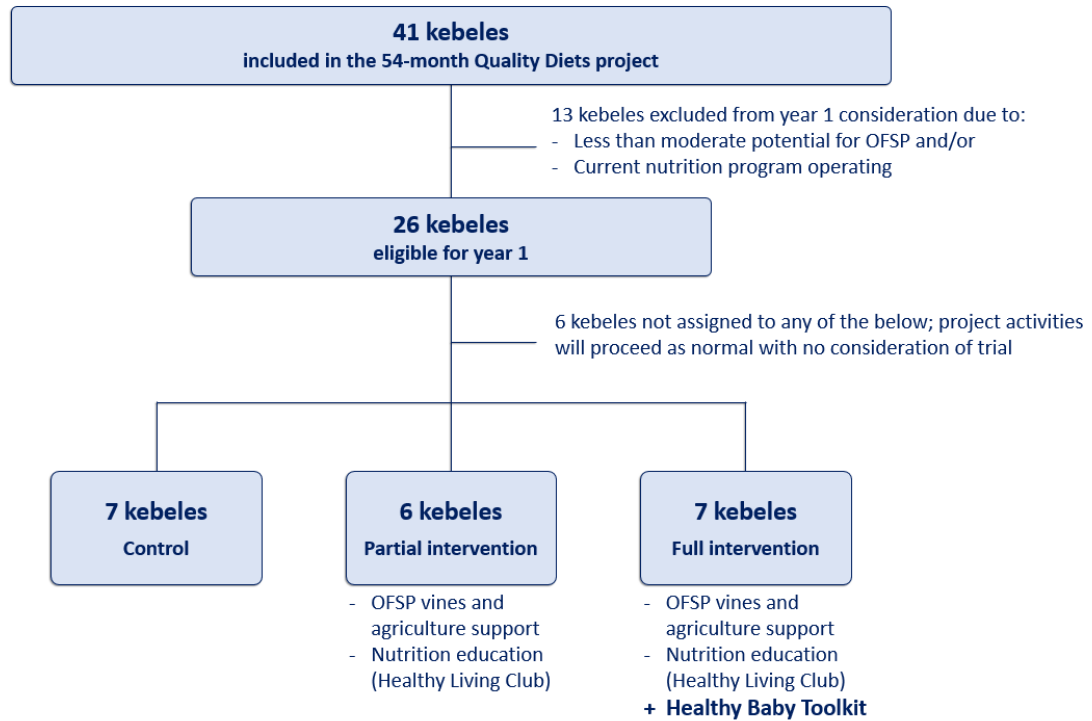 41 kebeles
included in the 54-month Quality Diets project
13 kebeles excluded from year 1 consideration due to:
- Less than moderate potential for OFSP and/or
- Current nutrition program operating
26 kebeles
eligible for year 1
6 kebeles not assigned to any of the below; project activities
will proceed as normal with no consideration of trial
7 kebeles
Control
6 kebeles
Partial intervention
- OFSP vines and
agriculture support
- Nutrition education
(Healthy Living Club)
7 kebeles
Full intervention
- OFSP vines and
agriculture support
- Nutrition education
(Healthy Living Club)
+ Healthy Baby Toolkit